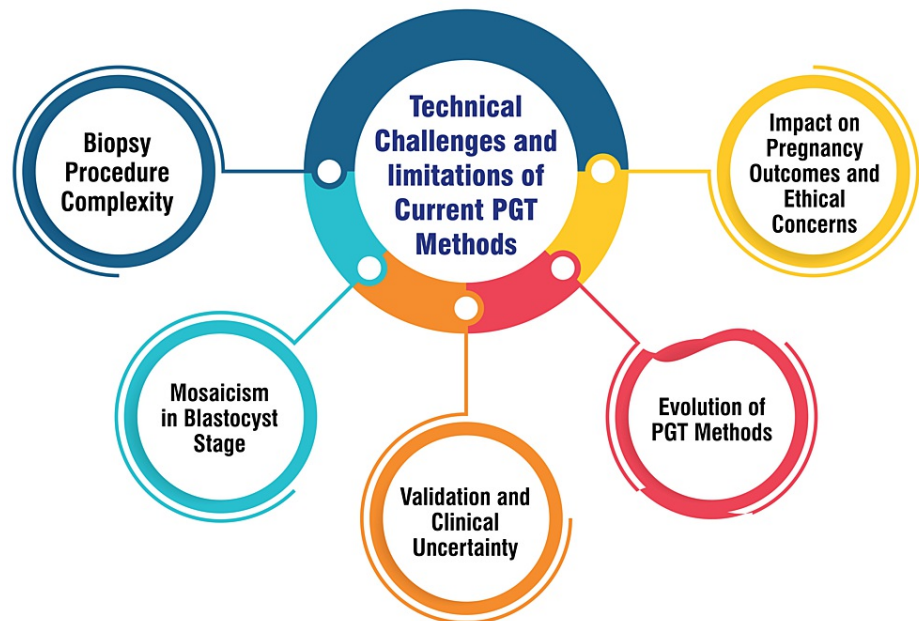 Technical
Challenges and
limitations of
Current PGT
Methods
Biopsy
Procedure
Complexity
Mosaicism
in Blastocyst
Stage
Validation and
Clinical
Uncertainty
Evolution of
PGT Methods
Impact on
Pregnancy
Outcomes and
Ethical
Concerns